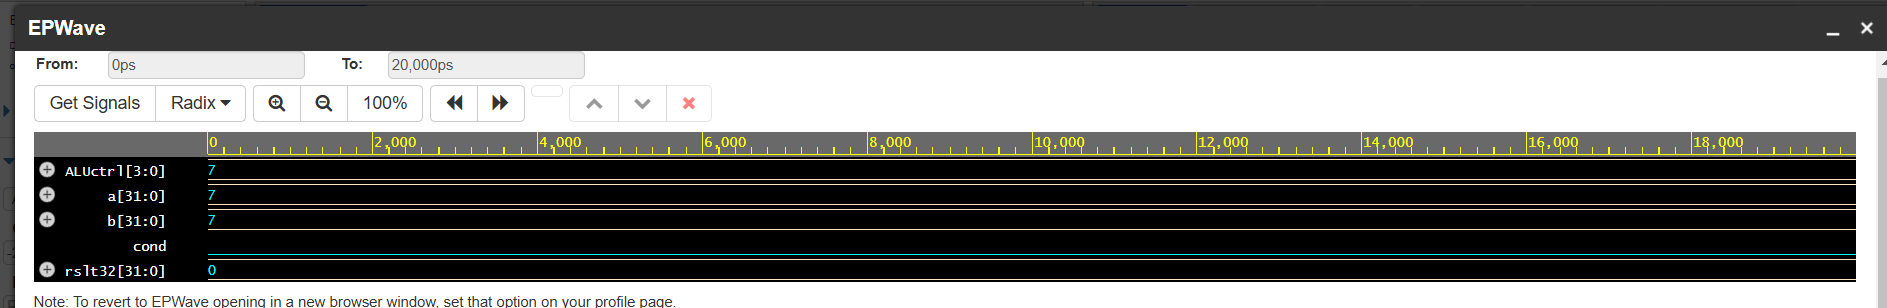 EPWave
From: 0ps To: 20,000ps
Get Signals Radix 100%
0 2,000 4,000 6,000 8,000 10,000 12,000 14,000 16,000 18,000
ALUctrl[3:0] 7
a[31:0] 7
b[31:0] 7
cond
rslt32[31:0] 0
Note: To revert to EPWave opening in a new browser window, set that option on your profile page.